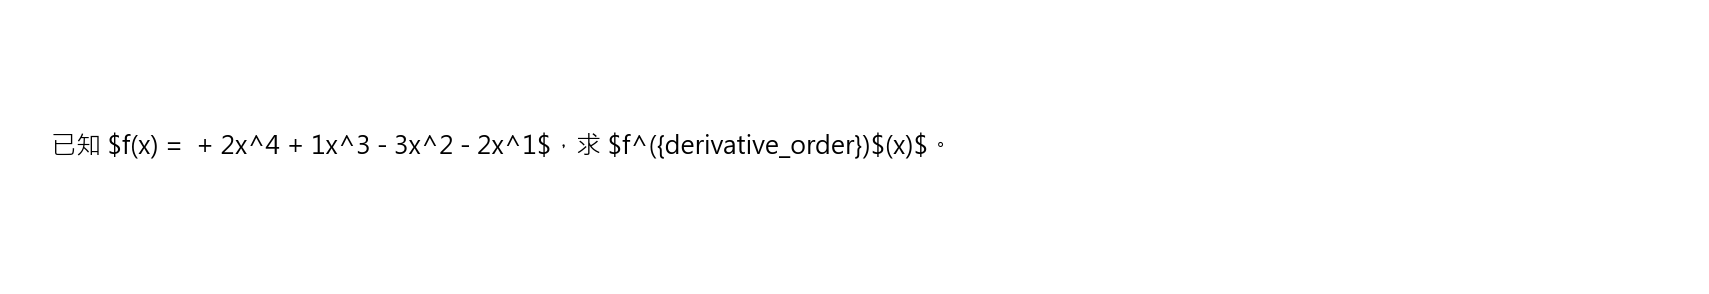 已知 $f(x) =  + 2x^4 + 1x^3 - 3x^2 - 2x^1$，求 $f^({derivative_order})$(x)$。